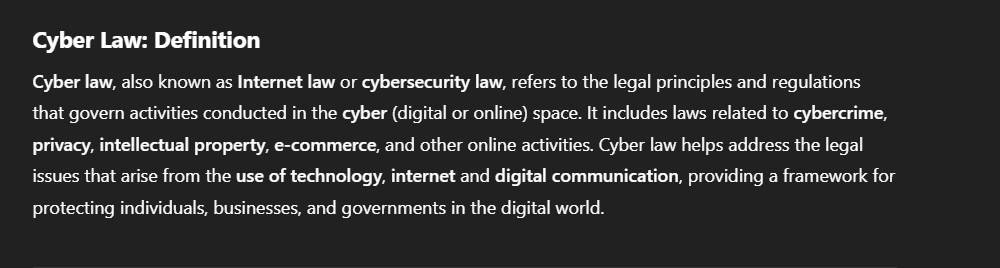 Cyber Law: Definition
Cyber law, also known as Internet law or cybersecurity law, refers to the legal principles and regulations
that govern activities conducted in the cyber (digital or online) space. It includes laws related to cybercrime,
privacy, intellectual property, e-commerce, and other online activities. Cyber law helps address the legal
issues that arise from the use of technology, internet and digital communication, providing a framework for
protecting individuals, businesses, and governments in the digital world.